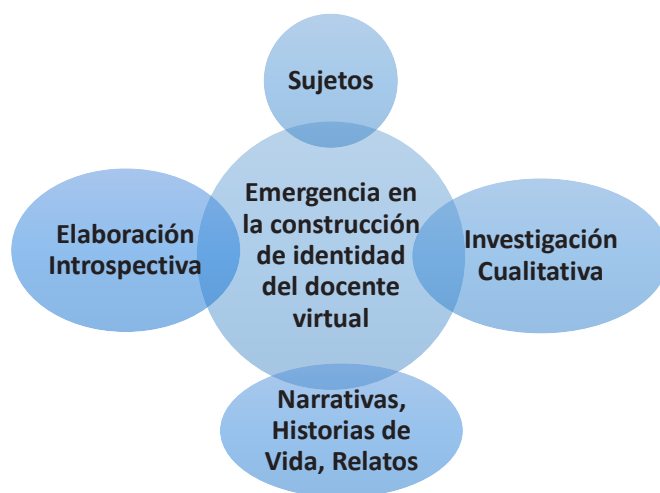 Sujetos
Emergencia en
la construcción
de identidad
del docente
virtual
Elaboración
Introspectiva
Investigación
Cualitativa
Narrativas,
Historias de
Vida, Relatos